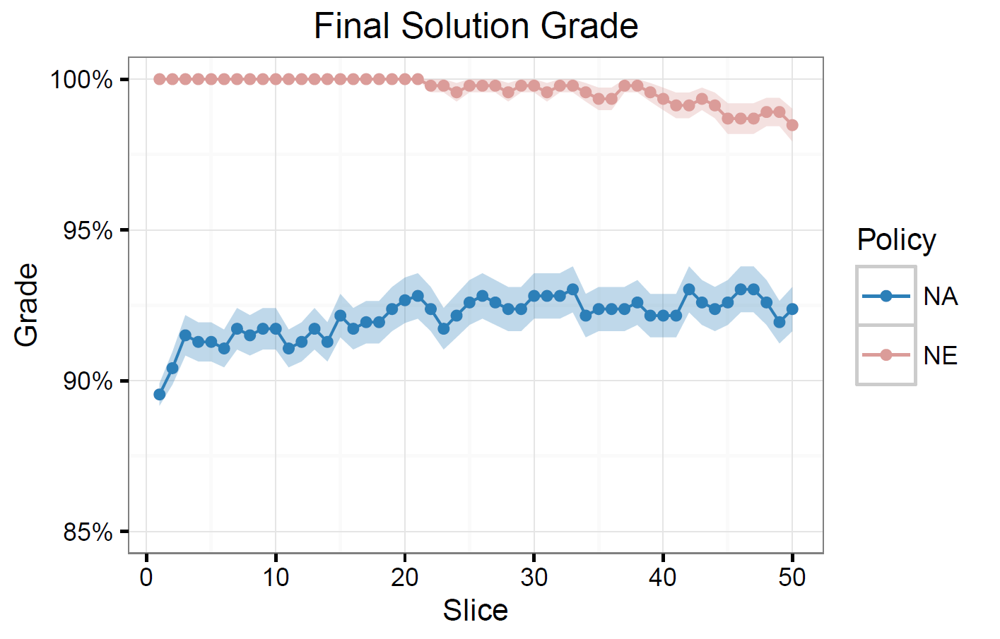 Final Solution Grade
100%
95%
90%
85%
Grade
0 10 20 30 40 50
Slice
Policy
NA
NE